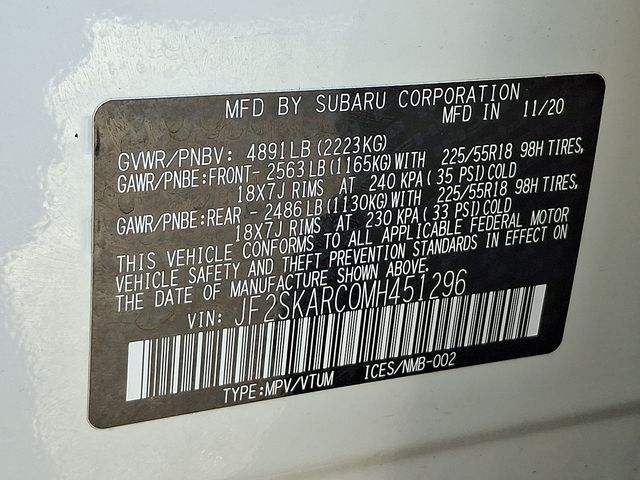 MFD BY SUBARU CORPORATION
MFD IN 11/20
GVWR/PNBV: 4891LB(2223KG)
GAWR/PNBE:FRONT- 2563LB(1165KG)WITH 225/55R18 98H TIRES,
18X7J RIMS AT 240 KPA( 35 PSI)COLD
GAWR/PNBE:REAR - 2486LB(1130KG)WITH 225/55R18 98H TIRES,
18X7J RIMS AT 230 KPA( 33 PSI)COLD
THIS VEHICLE CONFORMS TO ALL APPLICABLE FEDERAL MOTOR
VEHICLE SAFETY AND THEFT PREVENTION STANDARDS IN EFFECT ON
THE DATE OF MANUFACTURE SHOWN ABOVE.
VIN: JF2SKARC0MH451296
TYPE:MPV/VTUM ICES/NMB-002